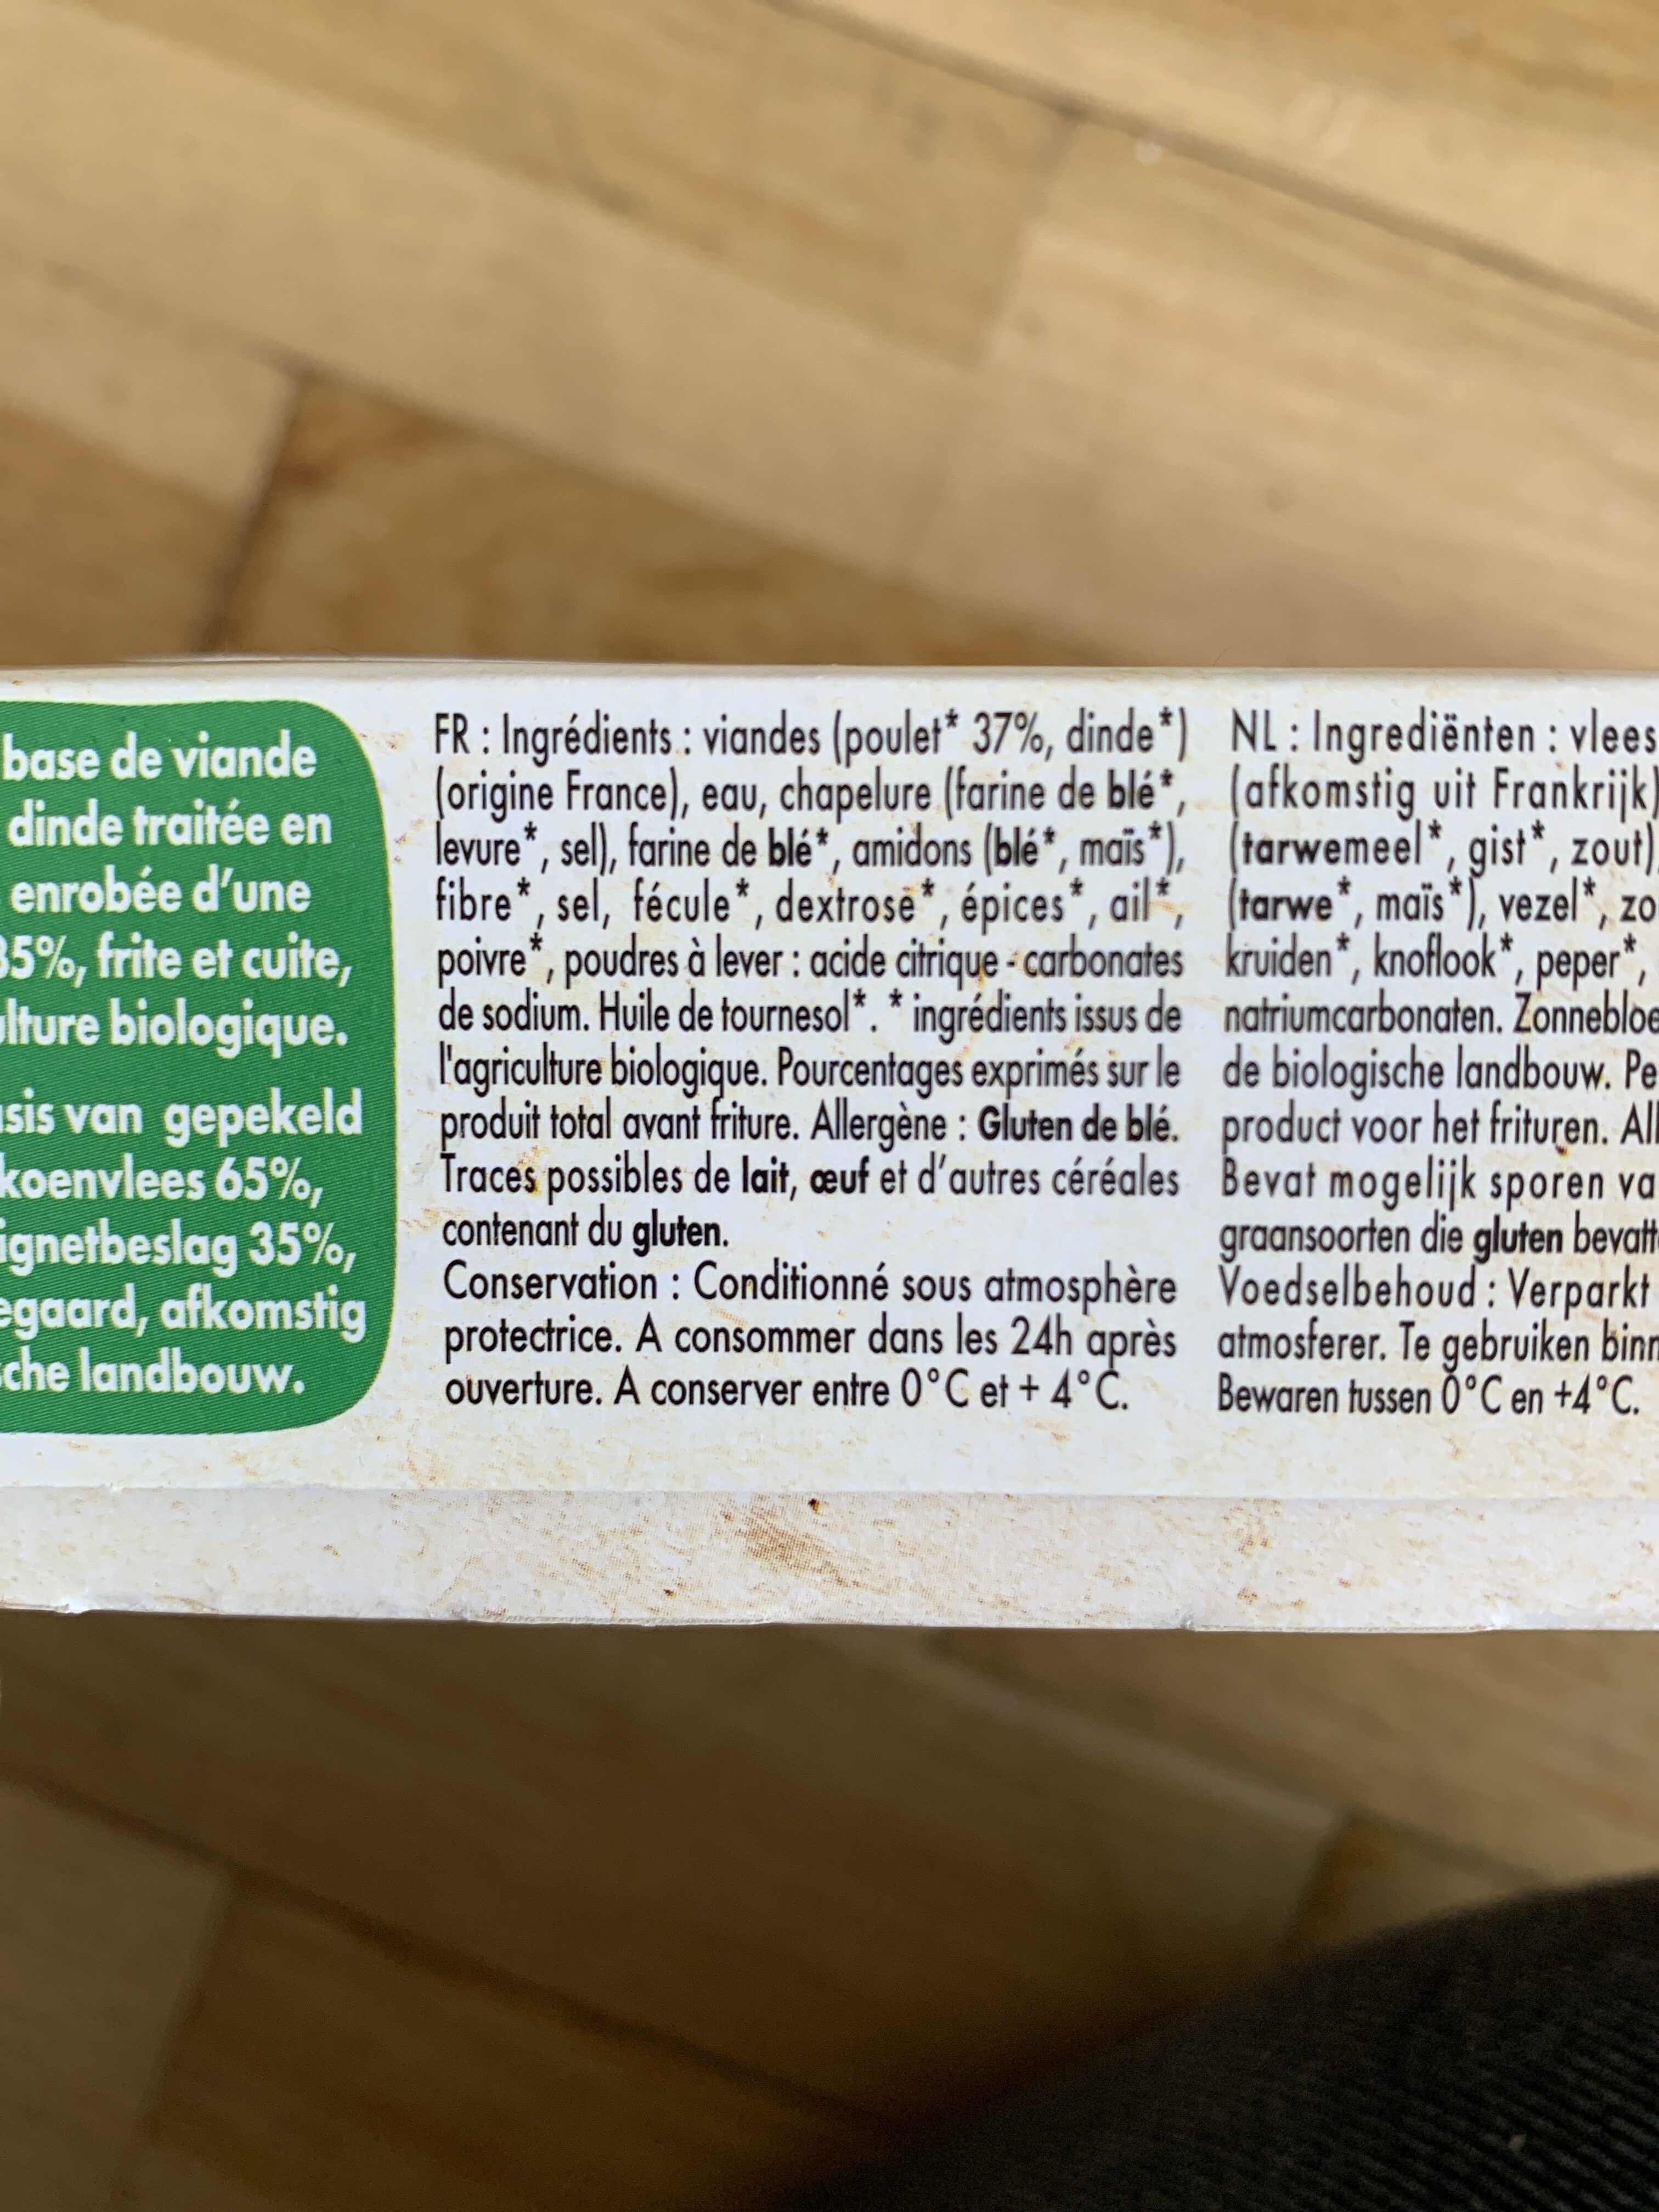 base de viande
dinde traitée en
enrobée d'une
35%, frite et cuite,
lture biologique.
sis van gepekeld
koenvlees 65%,
ignetbeslag 35%,
egaard, afkomstig
che landbouw.
FR : Ingrédients : viandes (poulet* 37%, dinde*)
(origine France), eau, chapelure (farine de blé*,
levure*, sel), farine de blé*, amidons (blé*, maïs*),
fibre*, sel, fécule*, dextrose*, épices*, ail*,
poivre*, poudres à lever : acide citrique - carbonates
de sodium. Huile de tournesol*. * ingrédients issus de
l'agriculture biologique. Pourcentages exprimés sur le
produit total avant friture. Allergène : Gluten de blé.
Traces possibles de lait, œuf et d'autres céréales
contenant du gluten.
Conservation : Conditionné sous atmosphère
protectrice. A consommer dans les 24h après
ouverture. A conserver entre 0°C et + 4°C.
NL : Ingrediënten : vlees
(afkomstig uit Frankrijk)
(tarwemeel*, gist*, zout)
(tarwe*, maïs*), vezel*, zo
kruiden*, knoflook*, peper*,
natriumcarbonaten. Zonnebloe
de biologische landbouw. Pe
product voor het frituren. All
Bevat mogelijk sporen va
graansoorten die gluten bevatt
Voedselbehoud : Verparkt
atmosferer. Te gebruiken binn
Bewaren tussen 0°C en +4°C.